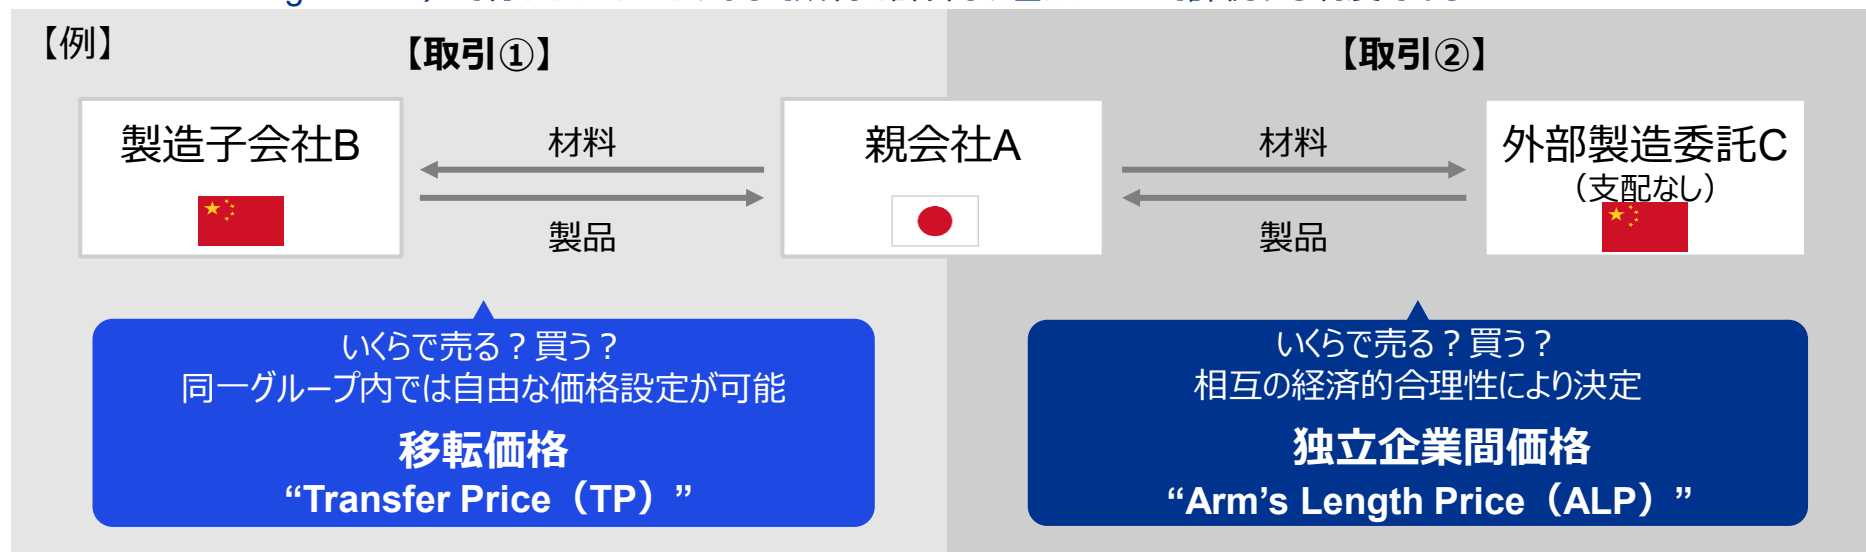 【例】
【取引①】
【取引②】
製造子会社B
材料
製品
親会社A
材料
製品
外部製造委託C
（支配なし）
いくらで売る？買う？
同一グループ内では自由な価格設定が可能
移転価格
“Transfer Price（TP）”
いくらで売る？買う？
相互の経済的合理性により決定
独立企業間価格
“Arm’s Length Price（ALP）”